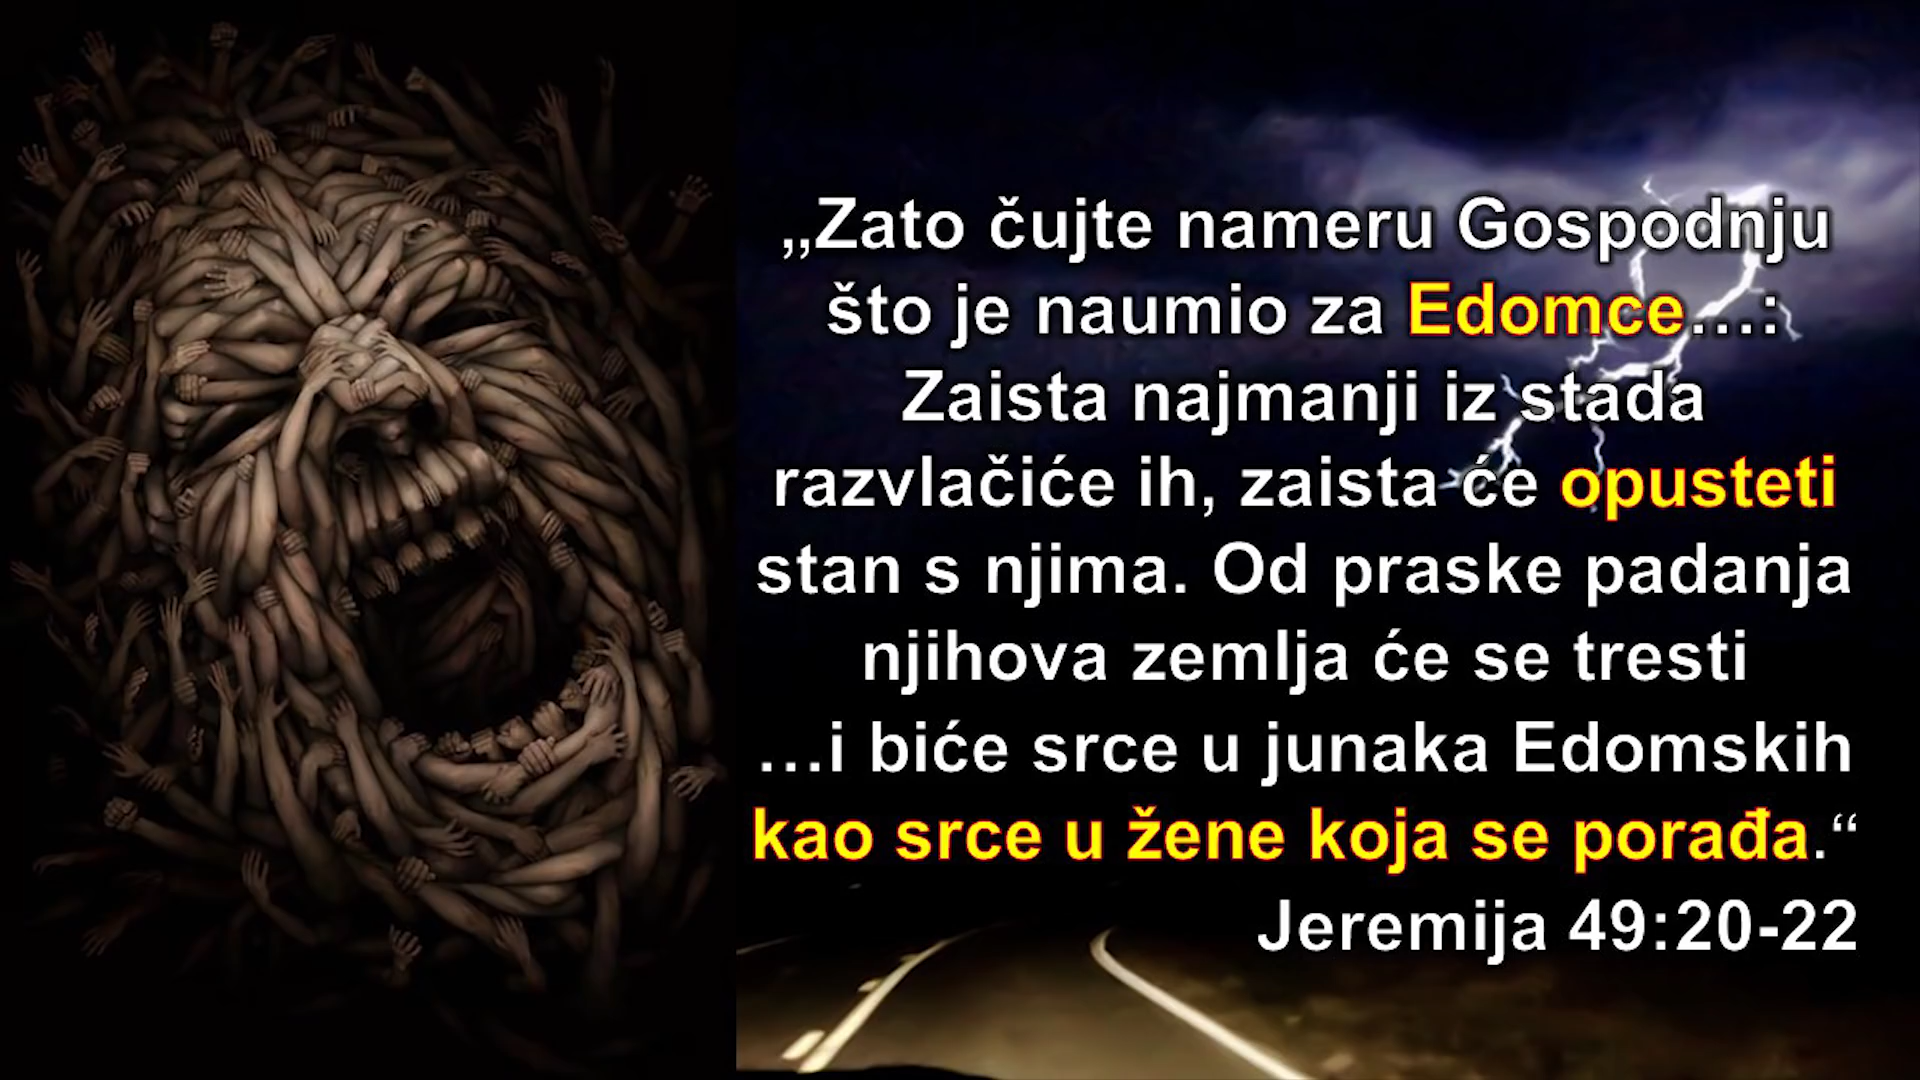 „Zato čujte nameru Gospodnju
što je naumio za Edomce…:
Zaista najmanji iz stada
razvlačiće ih, zaista će opusteti
stan s njima. Od praske padanja
njihova zemlja će se tresti
…i biće srce u junaka Edomskih
kao srce u žene koja se porađa.“
Jeremija 49:20-22